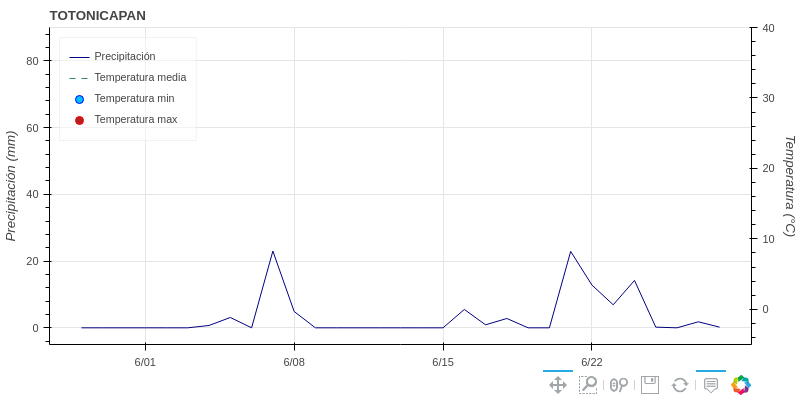 TOTONICAPAN
Precipitación
Temperatura media
Temperatura min
Temperatura max
Precipitación (mm)
80
60
40
20
0
Temperatura (°C)
40
30
20
10
0
6/01 6/08 6/15 6/22